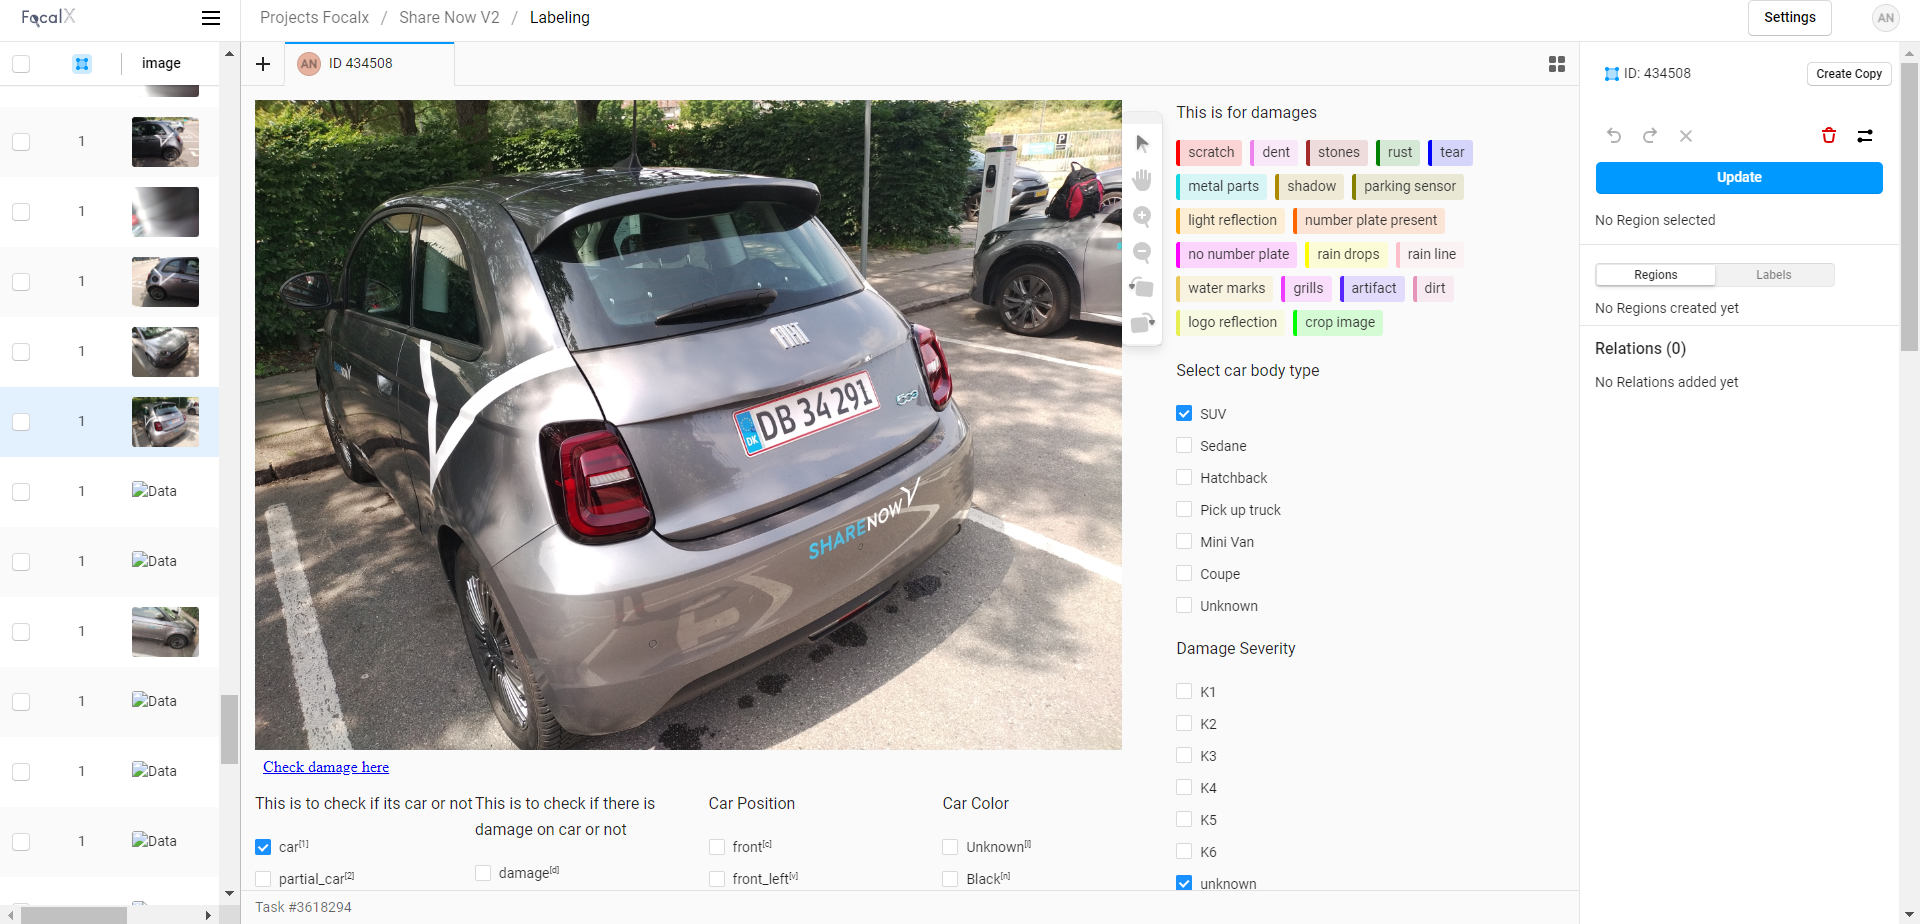 FocalX
Projects Focalx / Share Now V2 / Labeling
Settings
AN
image
AN ID 434508
ID: 434508
Create Copy
Update
No Region selected
Regions Labels
No Regions created yet
Relations (0)
No Relations added yet
1
1
1
1
1
1 Data
1 Data
1
1 Data
1 Data
1 Data
FIAT
500
DB 34 291
DK
SHARE NOW
P
Check damage here
This is for damages
scratch dent stones rust tear
metal parts shadow parking sensor
light reflection number plate present
no number plate rain drops rain line
water marks grills artifact dirt
logo reflection crop image
Select car body type
SUV
Sedane
Hatchback
Pick up truck
Mini Van
Coupe
Unknown
Damage Severity
K1
K2
K3
K4
K5
K6
unknown
This is to check if its car or not
car[1]
partial_car[2]
This is to check if there is
damage on car or not
damage[d]
Car Position
front[c]
front_left[v]
Car Color
Unknown[l]
Black[n]
Task #3618294